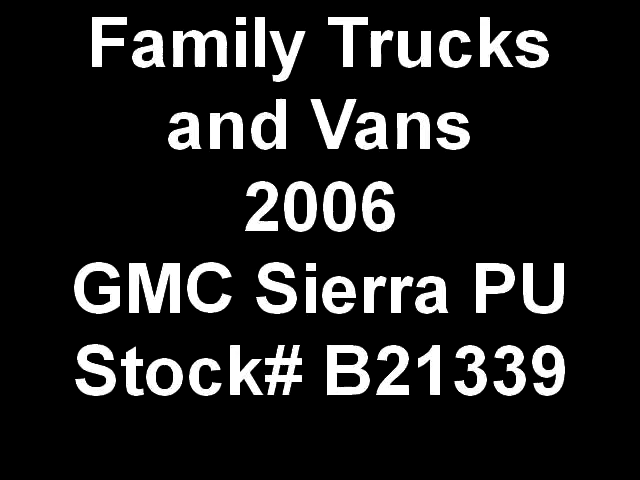 Family Trucks
and Vans
2006
GMC Sierra PU
Stock# B21339